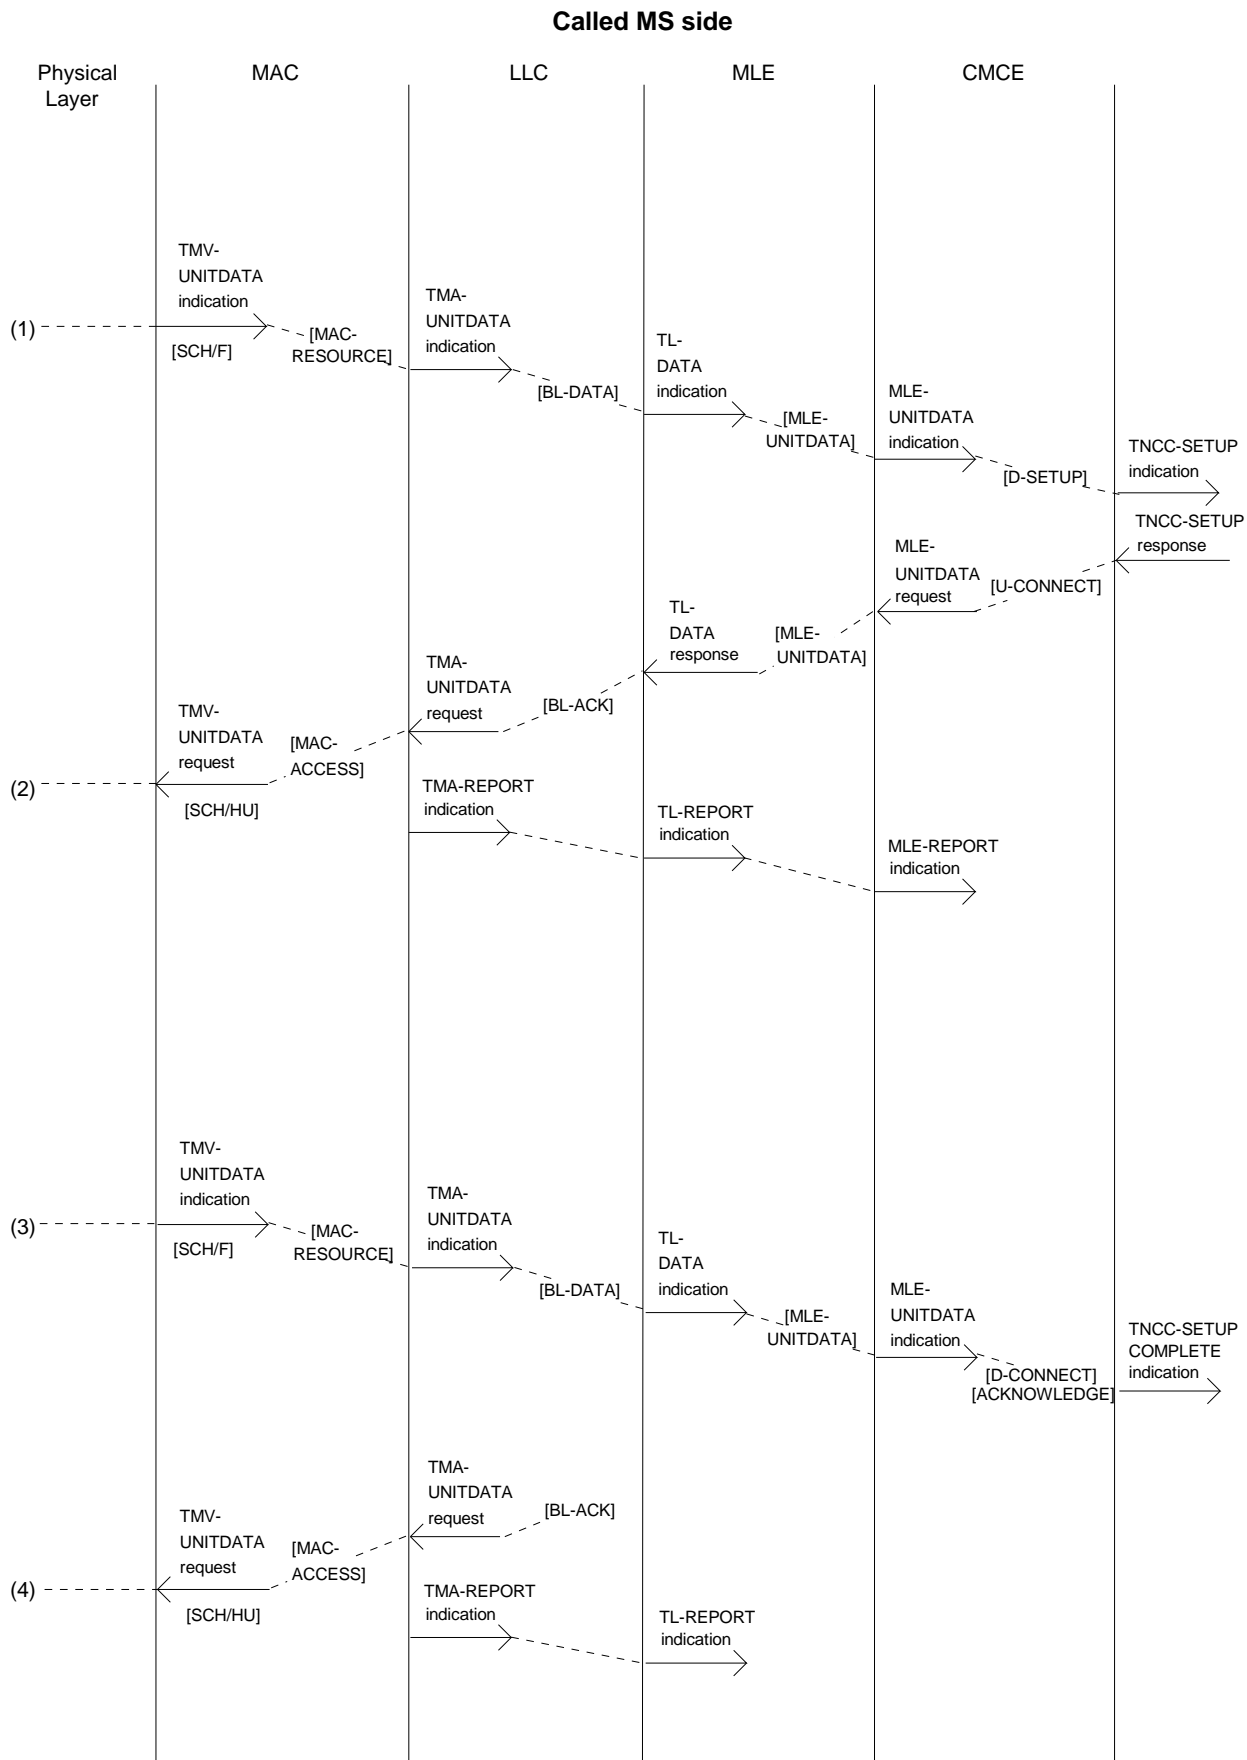 Called MS side
Physical
Layer
MAC
LLC
MLE
CMCE
(1)
TMV-
UNITDATA
indication
[SCH/F]
[MAC-
RESOURCE]
TMA-
UNITDATA
indication
[BL-DATA]
TL-
DATA
indication
[MLE-
UNITDATA]
MLE-
UNITDATA
indication
[D-SETUP]
TNCC-SETUP
indication
TNCC-SETUP
response
[U-CONNECT]
MLE-
UNITDATA
request
[MLE-
UNITDATA]
TL-
DATA
response
[BL-ACK]
TMA-
UNITDATA
request
[MAC-
ACCESS]
TMV-
UNITDATA
request
(2)
[SCH/HU]
TMA-REPORT
indication
TL-REPORT
indication
MLE-REPORT
indication
(3)
TMV-
UNITDATA
indication
[SCH/F]
[MAC-
RESOURCE]
TMA-
UNITDATA
indication
[BL-DATA]
TL-
DATA
indication
[MLE-
UNITDATA]
MLE-
UNITDATA
indication
[D-CONNECT]
[ACKNOWLEDGE]
TNCC-SETUP
COMPLETE
indication
[BL-ACK]
TMA-
UNITDATA
request
[MAC-
ACCESS]
TMV-
UNITDATA
request
(4)
[SCH/HU]
TMA-REPORT
indication
TL-REPORT
indication